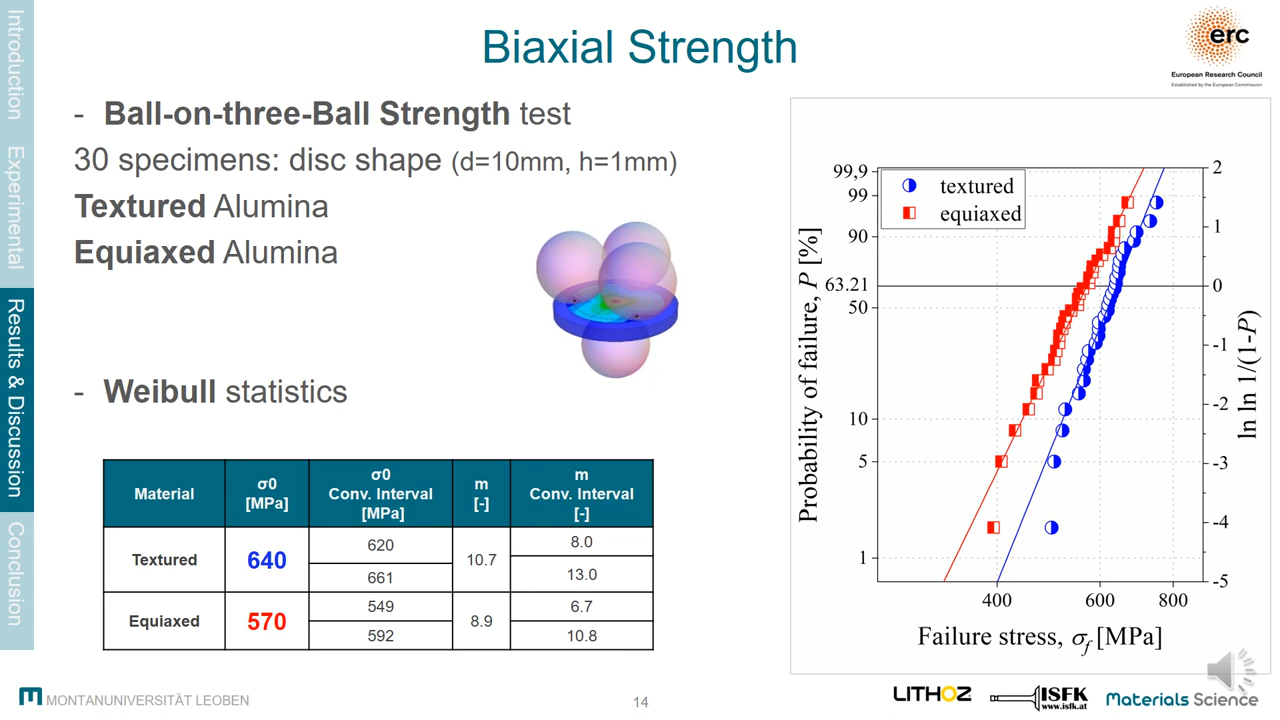 Biaxial Strength
erc
European Research Council
Established by the European Commission
Introduction
Experimental
Results & Discussion
Conclusion
- Ball-on-three-Ball Strength test
30 specimens: disc shape (d=10mm, h=1mm)
Textured Alumina
Equiaxed Alumina
- Weibull statistics
Material σ0 [MPa] σ0 Conv. Interval [MPa] m [-] m Conv. Interval [-]
Textured 640 620 661 10.7 8.0 13.0
Equiaxed 570 549 592 8.9 6.7 10.8
textured
equiaxed
Probability of failure, P [%]
99,9
99
90
63.21
50
10
5
1
2
1
0
-1
-2
-3
-4
-5
ln ln 1/(1-P)
400 600 800
Failure stress, σf [MPa]
MONTANUNIVERSITÄT LEOBEN
14
LITHOZ
ISFK
www.isfk.at
Materials Science